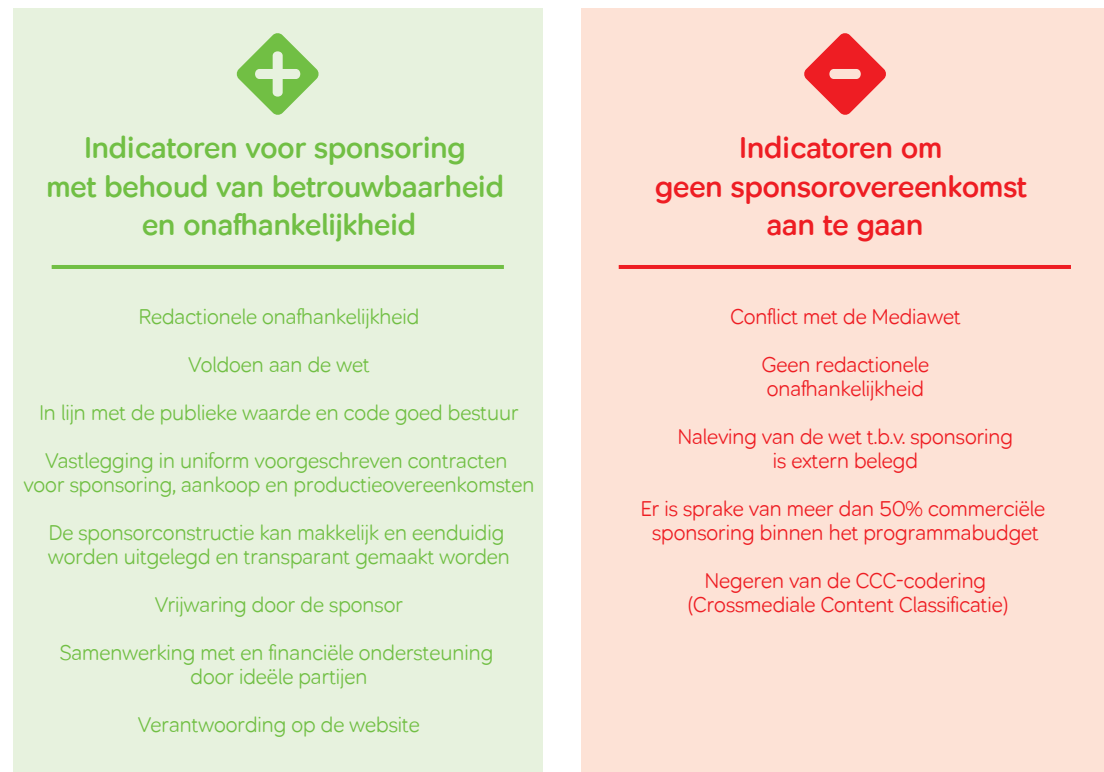 Indicatoren voor sponsoring
met behoud van betrouwbaarheid
en onafhankelijkheid
Redactionele onafhankelijkheid
Voldoen aan de wet
In lijn met de publieke waarde en code goed bestuur
Vastlegging in uniform voorgeschreven contracten
voor sponsoring, aankoop en productieovereenkomsten
De sponsorconstructie kan makkelijk en eenduidig
worden uitgelegd en transparant gemaakt worden
Vrijwaring door de sponsor
Samenwerking met en financiële ondersteuning
door ideële partijen
Verantwoording op de website
Indicatoren om
geen sponsorovereenkomst
aan te gaan
Conflict met de Mediawet
Geen redactionele
onafhankelijkheid
Naleving van de wet t.b.v. sponsoring
is extern belegd
Er is sprake van meer dan 50% commerciële
sponsoring binnen het programmabudget
Negeren van de CCC-codering
(Crossmediale Content Classificatie)